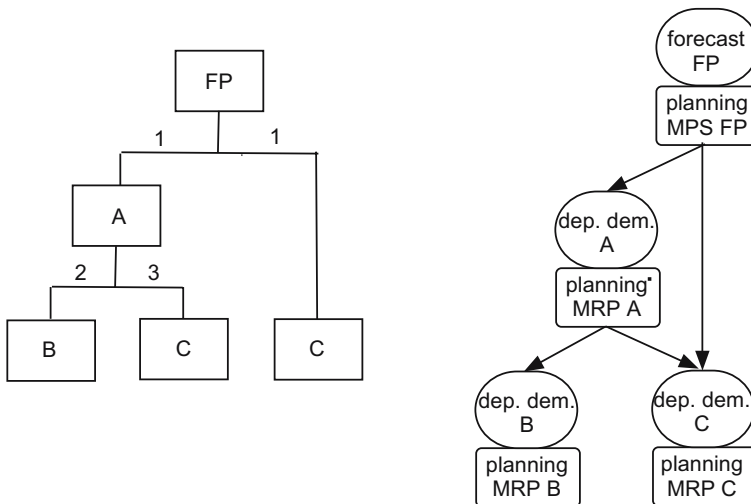 FP
1 1
A
2 3
B C C
forecast
FP
planning
MPS FP
dep. dem.
A
planning
MRP A
dep. dem.
B
planning
MRP B
dep. dem.
C
planning
MRP C